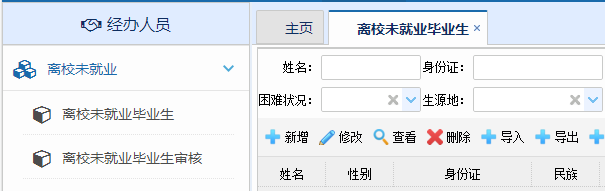 经办人员
离校未就业
离校未就业毕业生
离校未就业毕业生审核
主页 离校未就业毕业生 ×
姓名： 身份证：
困难状况： 生源地：
新增 修改 查看 删除 导入 导出
姓名 性别 身份证 民族